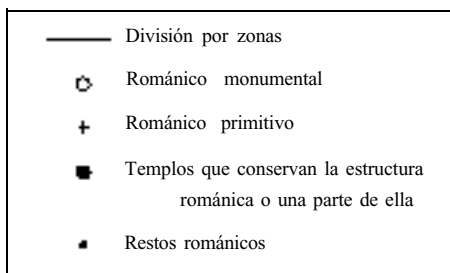 División por zonas
Románico monumental
Románico primitivo
Templos que conservan la estructura
románica o una parte de ella
Restos románicos